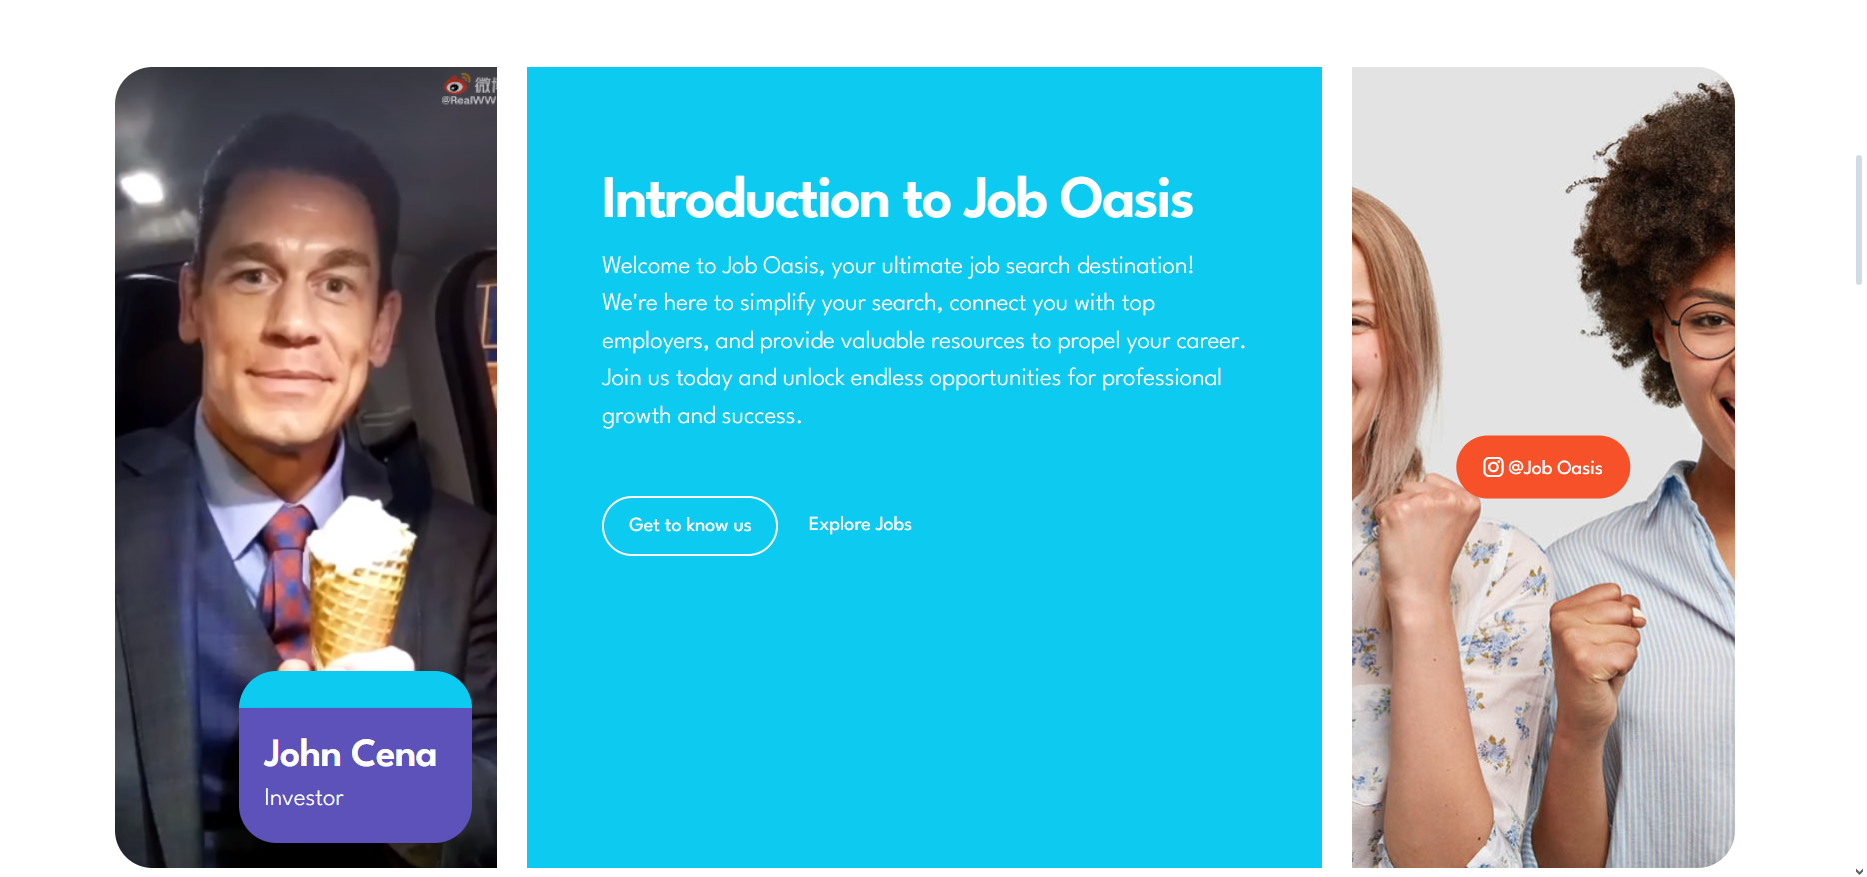 微
@RealWW
Introduction to Job Oasis
Welcome to Job Oasis, your ultimate job search destination!
We're here to simplify your search, connect you with top
employers, and provide valuable resources to propel your career.
Join us today and unlock endless opportunities for professional
growth and success.
Get to know us
Explore Jobs
@Job Oasis
John Cena
Investor